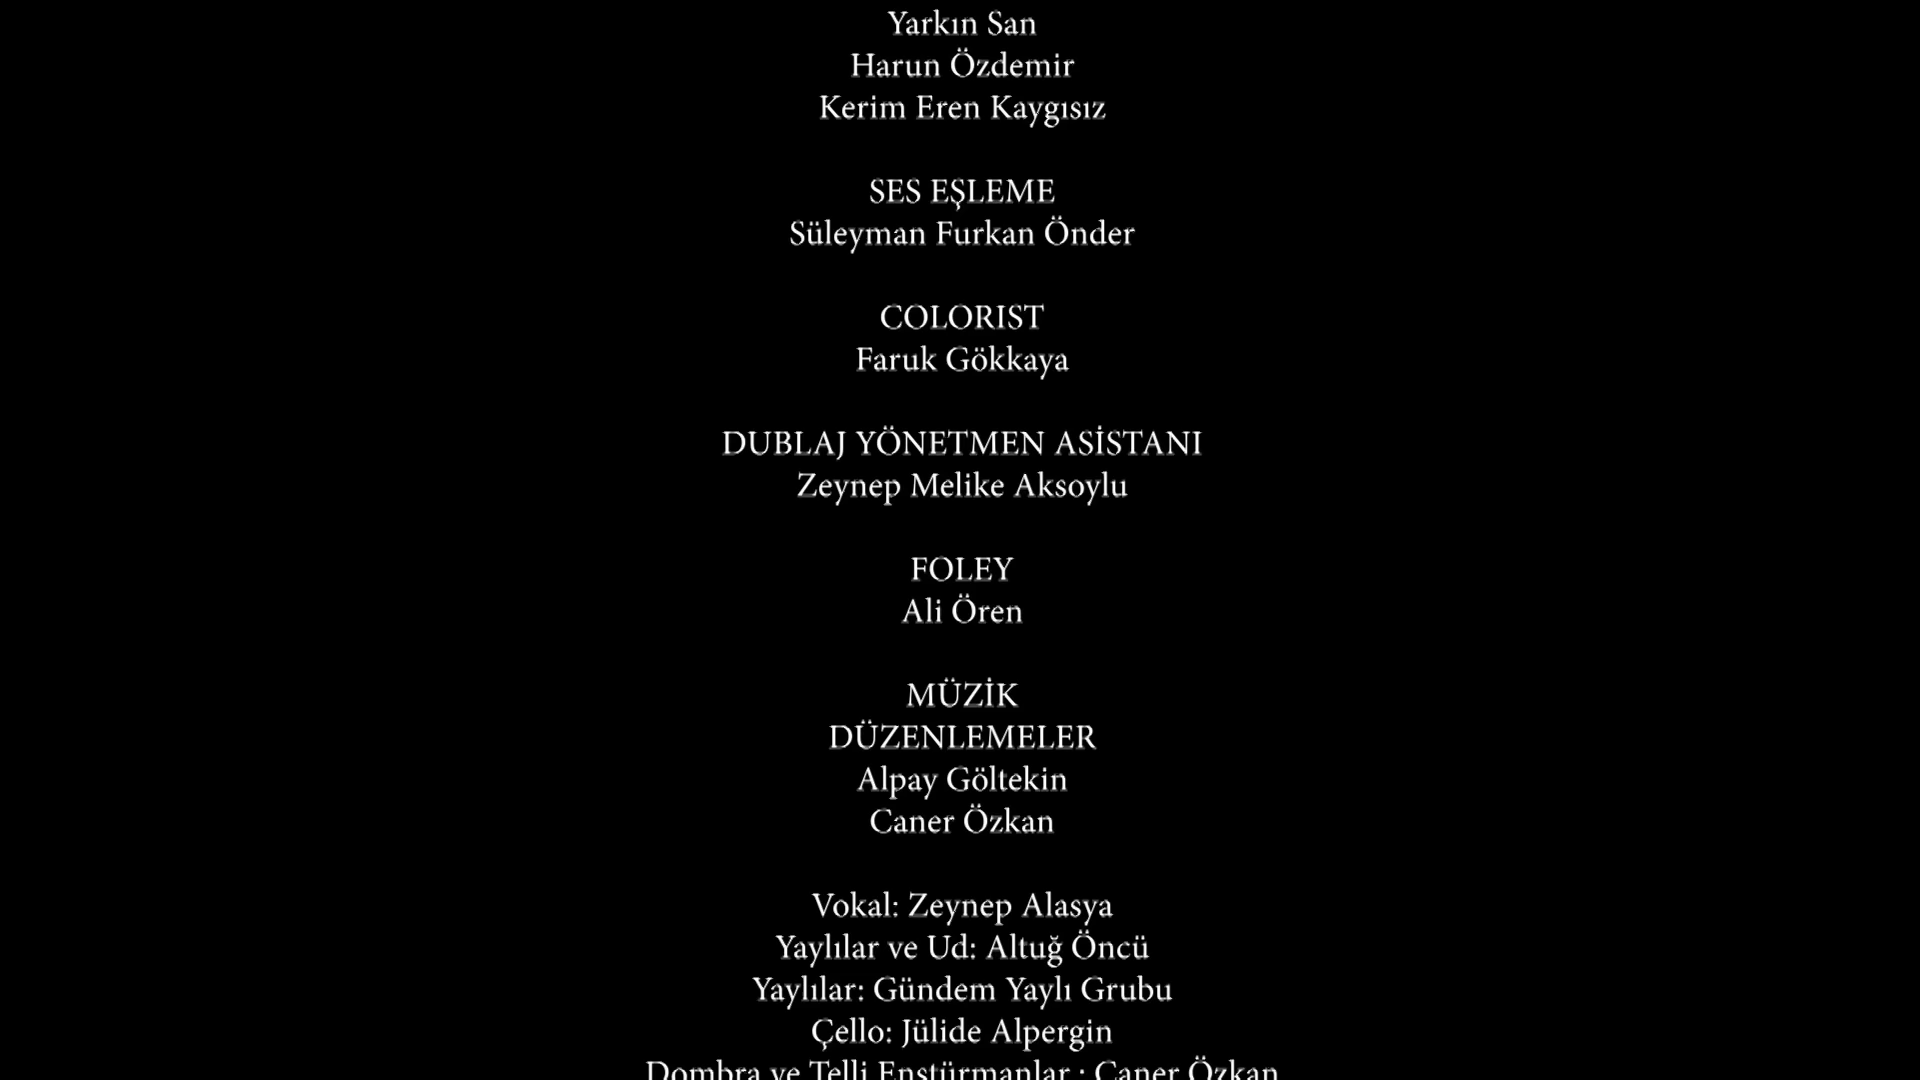 Yarkın San
Harun Özdemir
Kerim Eren Kaygısız
SES EŞLEME
Süleyman Furkan Önder
COLORIST
Faruk Gökkaya
DUBLAJ YÖNETMEN ASİSTANI
Zeynep Melike Aksoylu
FOLEY
Ali Ören
MÜZİK
DÜZENLEMELER
Alpay Göltekin
Caner Özkan
Vokal: Zeynep Alasya
Yaylılar ve Ud: Altuğ Öncü
Yaylılar: Gündem Yaylı Grubu
Çello: Jülide Alpergin
Dombra ve Telli Enstürmanlar : Caner Özkan